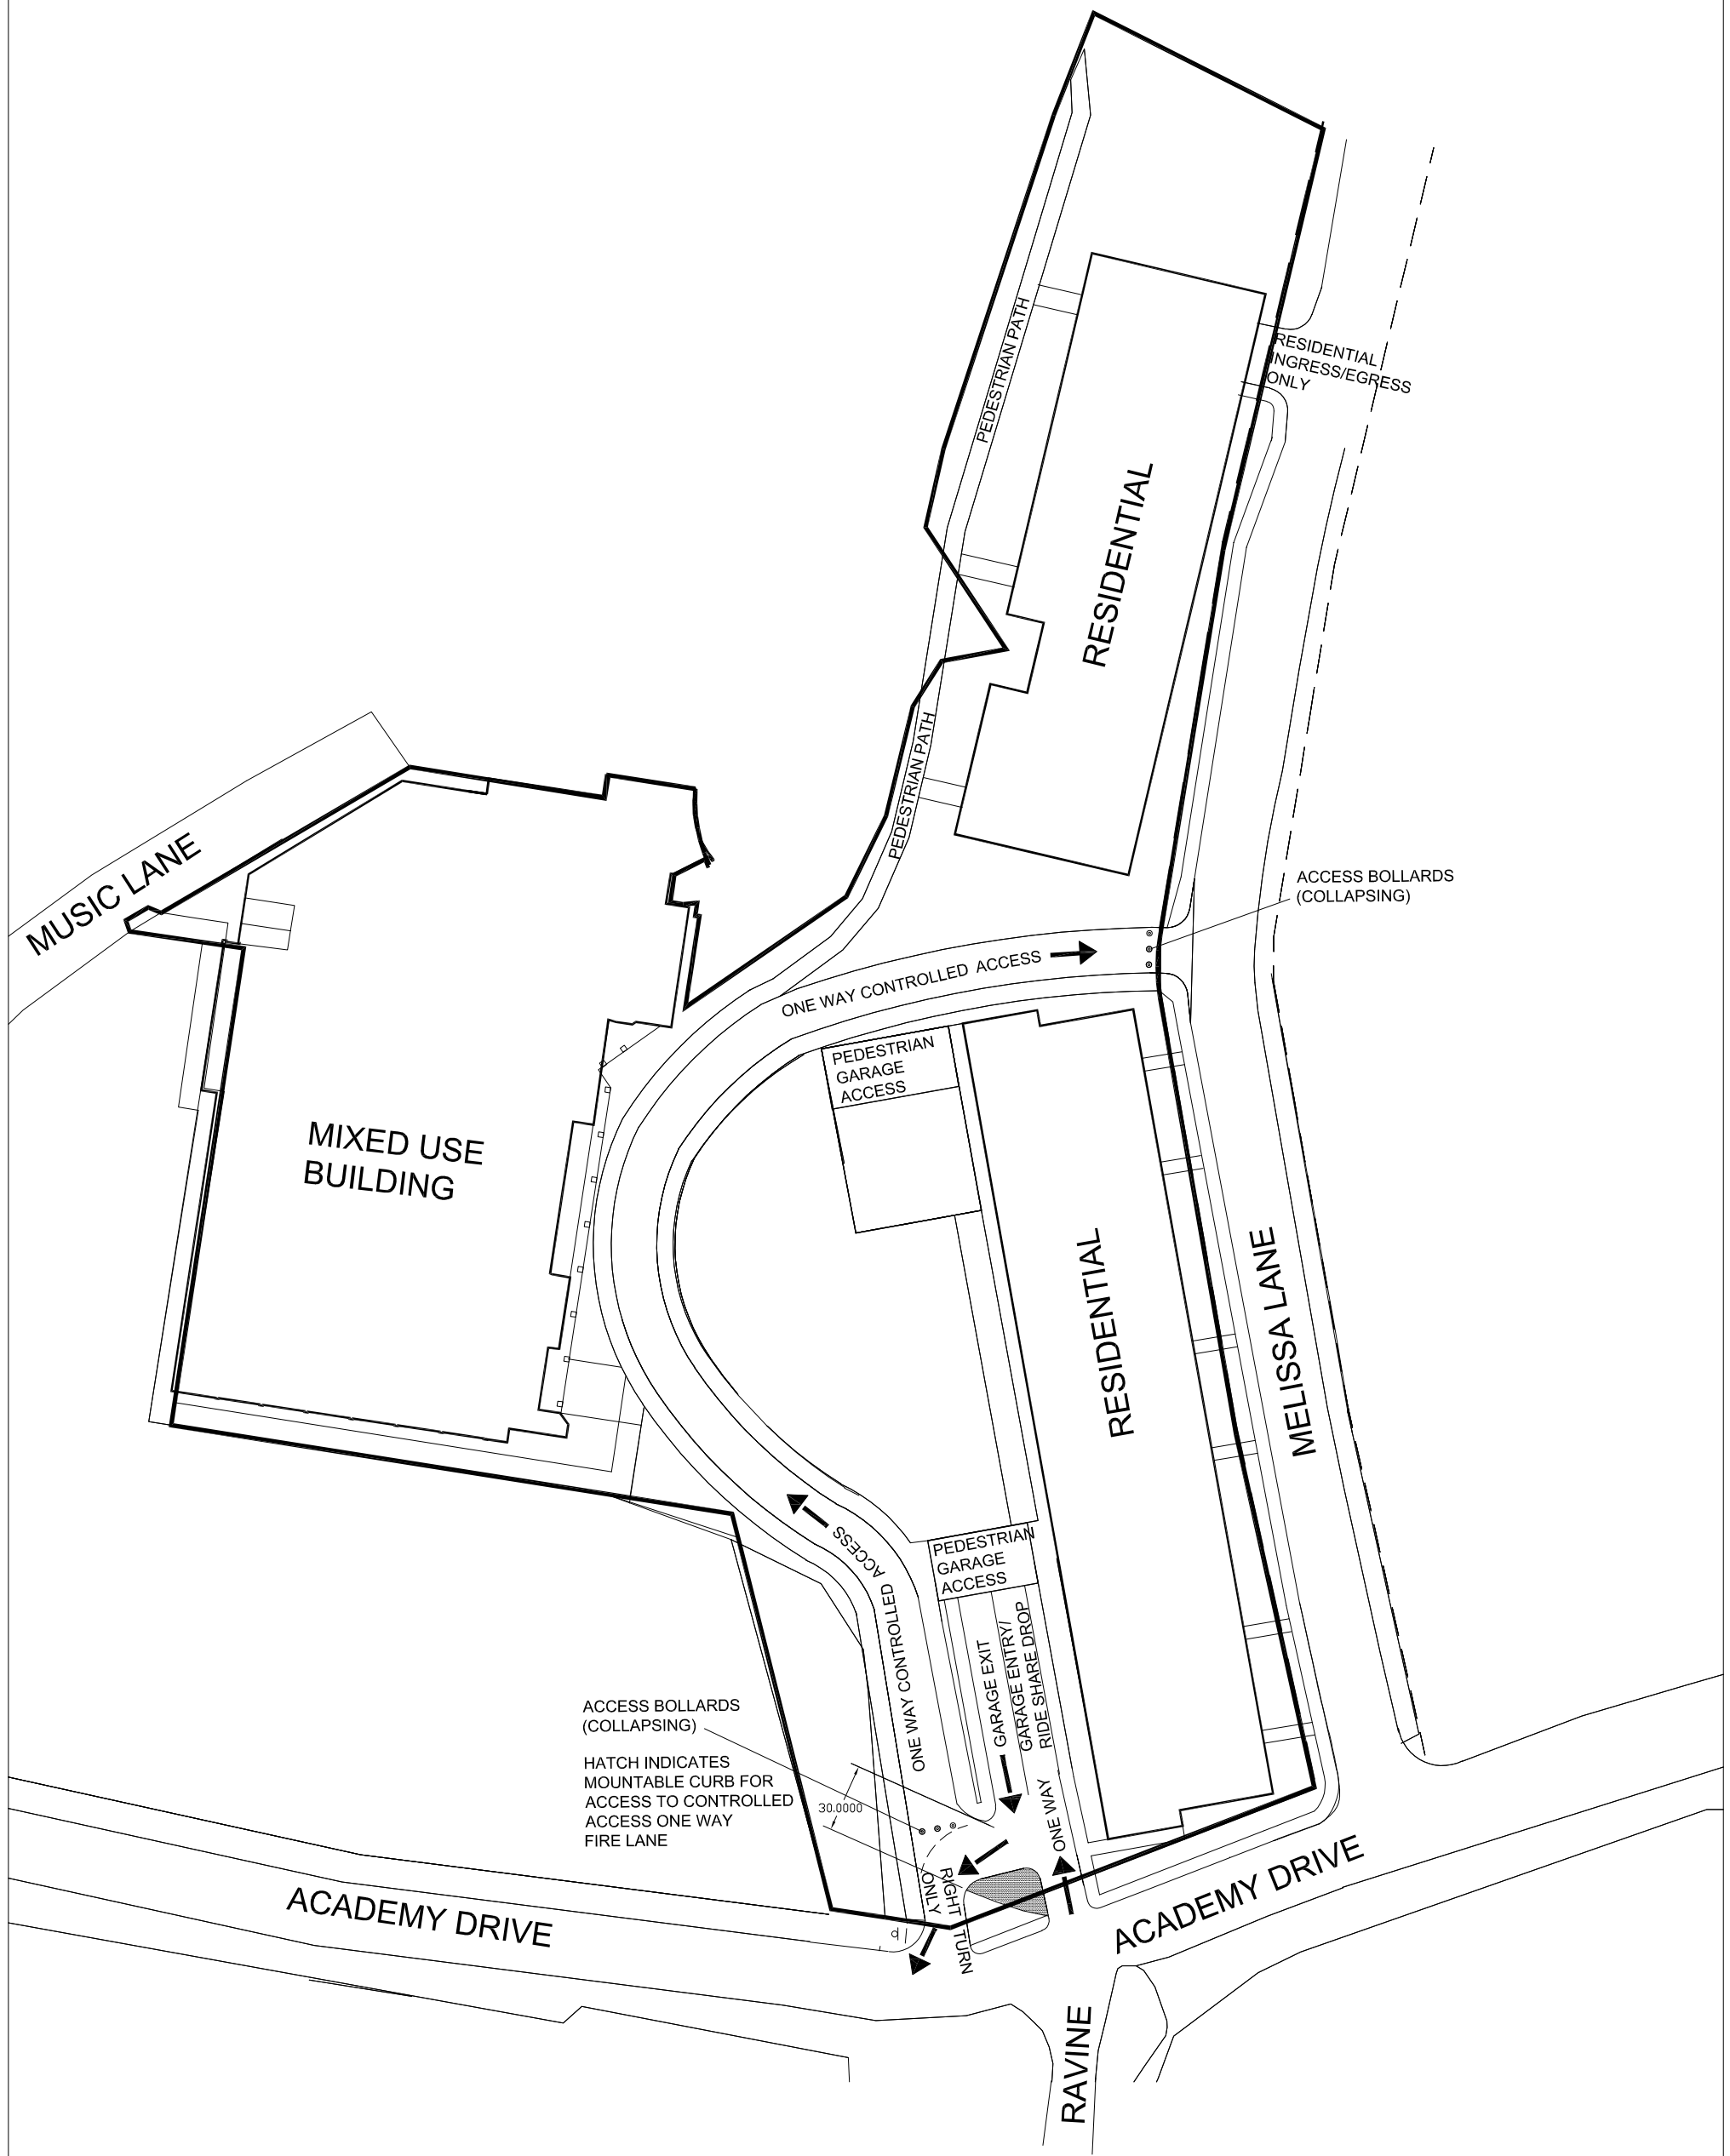 PEDESTRIAN PATH
RESIDENTIAL
INGRESS/EGRESS
ONLY
RESIDENTIAL
PEDESTRIAN PATH
MUSIC LANE
ACCESS BOLLARDS
(COLLAPSING)
ONE WAY CONTROLLED ACCESS
PEDESTRIAN
GARAGE
ACCESS
MIXED USE
BUILDING
RESIDENTIAL
MELISSA LANE
ONE WAY CONTROLLED ACCESS
PEDESTRIAN
GARAGE
ACCESS
GARAGE EXIT
GARAGE ENTRY/
RIDE SHARE DROP
ONE WAY
ACCESS BOLLARDS
(COLLAPSING)
HATCH INDICATES
MOUNTABLE CURB FOR
ACCESS TO CONTROLLED
ACCESS ONE WAY
FIRE LANE
30.0000
RIGHT TURN
ONLY
ACADEMY DRIVE
ACADEMY DRIVE
RAVINE